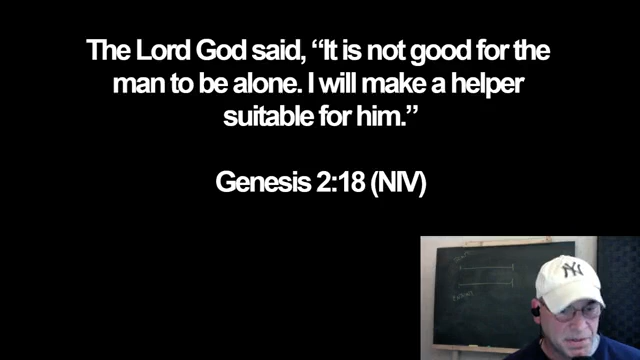 The Lord God said, “It is not good for the
man to be alone. I will make a helper
suitable for him.”
Genesis 2:18 (NIV)
NY